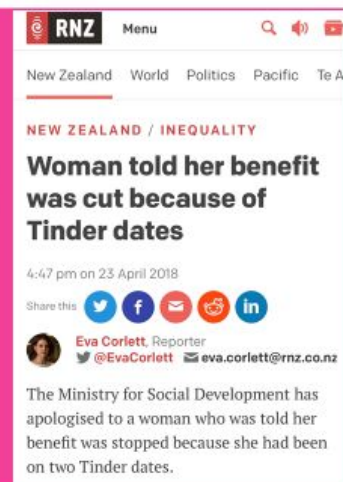 RNZ Menu
New Zealand World Politics Pacific Te A
NEW ZEALAND / INEQUALITY
Woman told her benefit
was cut because of
Tinder dates
4:47 pm on 23 April 2018
Share this
Eva Corlett, Reporter
@EvaCorlett eva.corlett@rnz.co.nz
The Ministry for Social Development has
apologised to a woman who was told her
benefit was stopped because she had been
on two Tinder dates.